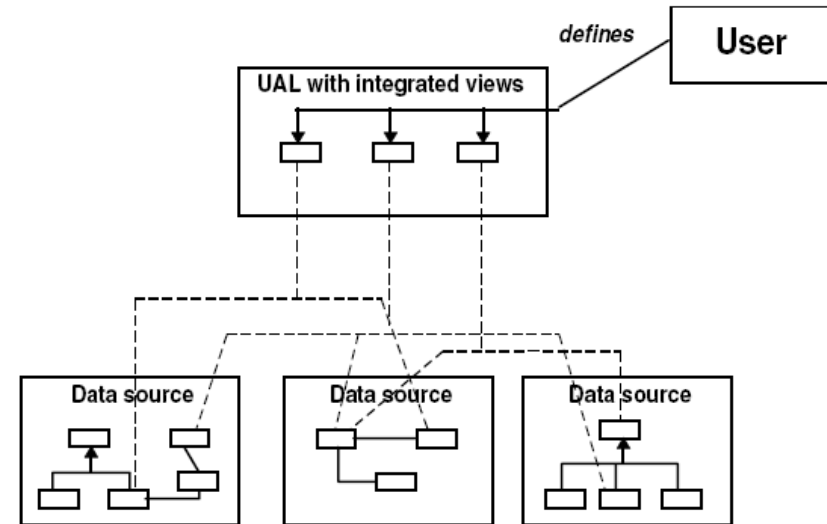 defines
User
UAL with integrated views
Data source
Data source
Data source